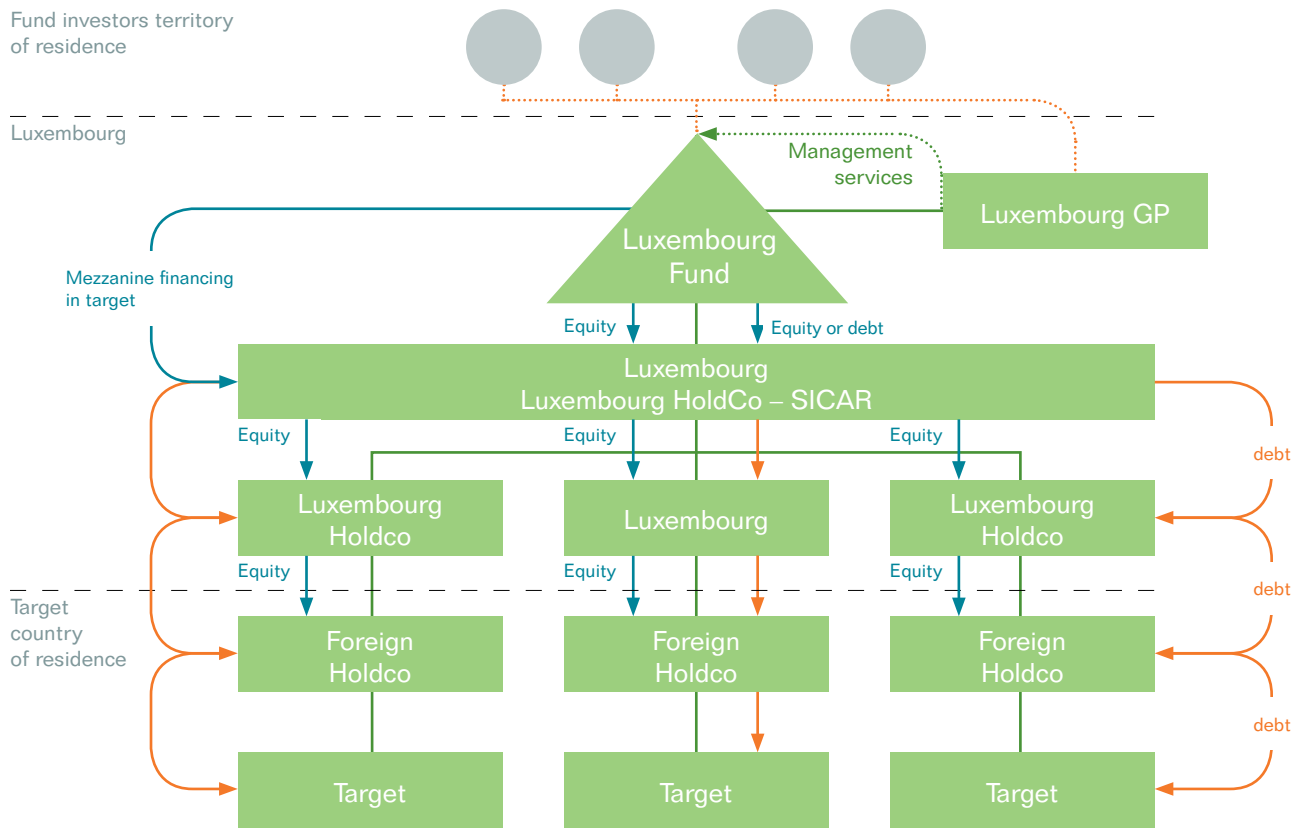 Fund investors territory
of residence
Luxembourg
Management
services
Luxembourg GP
Luxembourg
Fund
Mezzanine financing
in target
Equity
Equity or debt
Luxembourg
Luxembourg HoldCo – SICAR
Equity
Equity
Equity
debt
Luxembourg
Holdco
Luxembourg
Luxembourg
Holdco
Equity
Equity
Equity
debt
Target
country
of residence
Foreign
Holdco
Foreign
Holdco
Foreign
Holdco
debt
Target
Target
Target